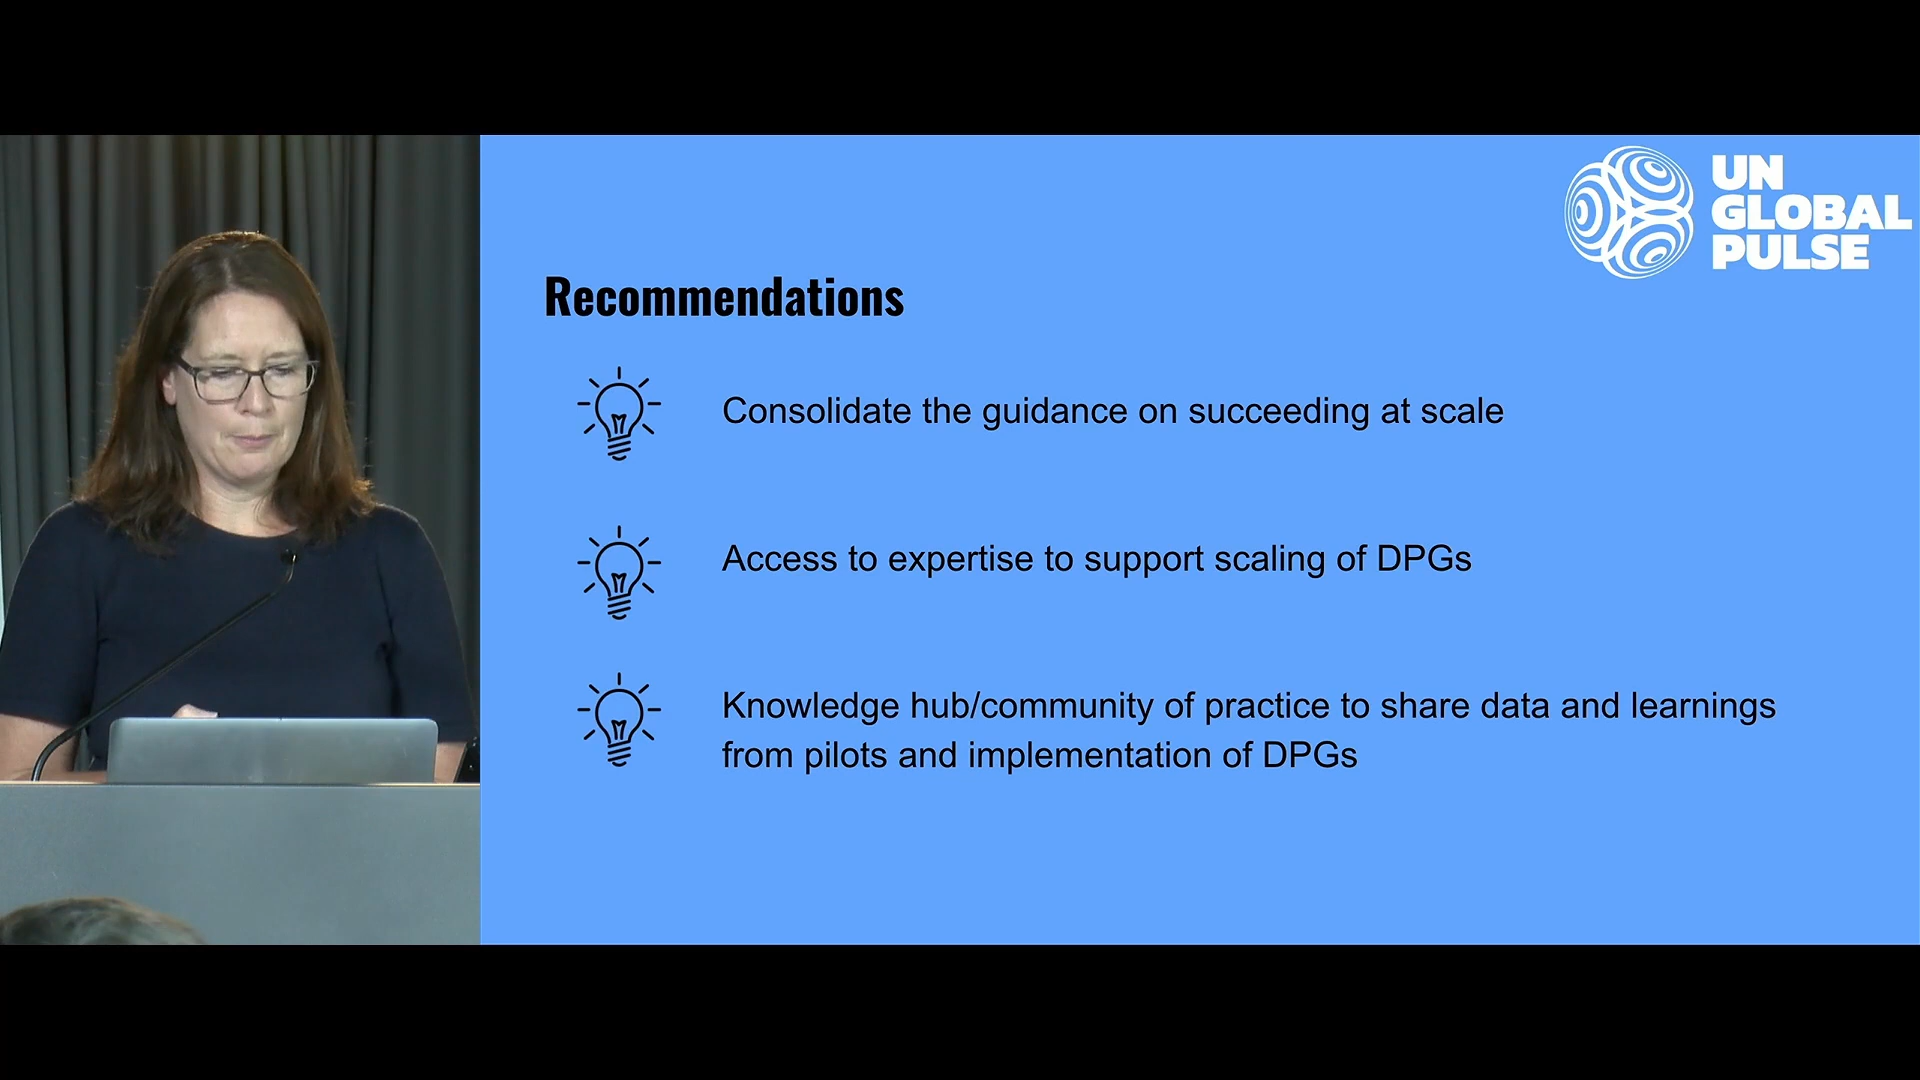 UN
GLOBAL
PULSE
Recommendations
Consolidate the guidance on succeeding at scale
Access to expertise to support scaling of DPGs
Knowledge hub/community of practice to share data and learnings
from pilots and implementation of DPGs